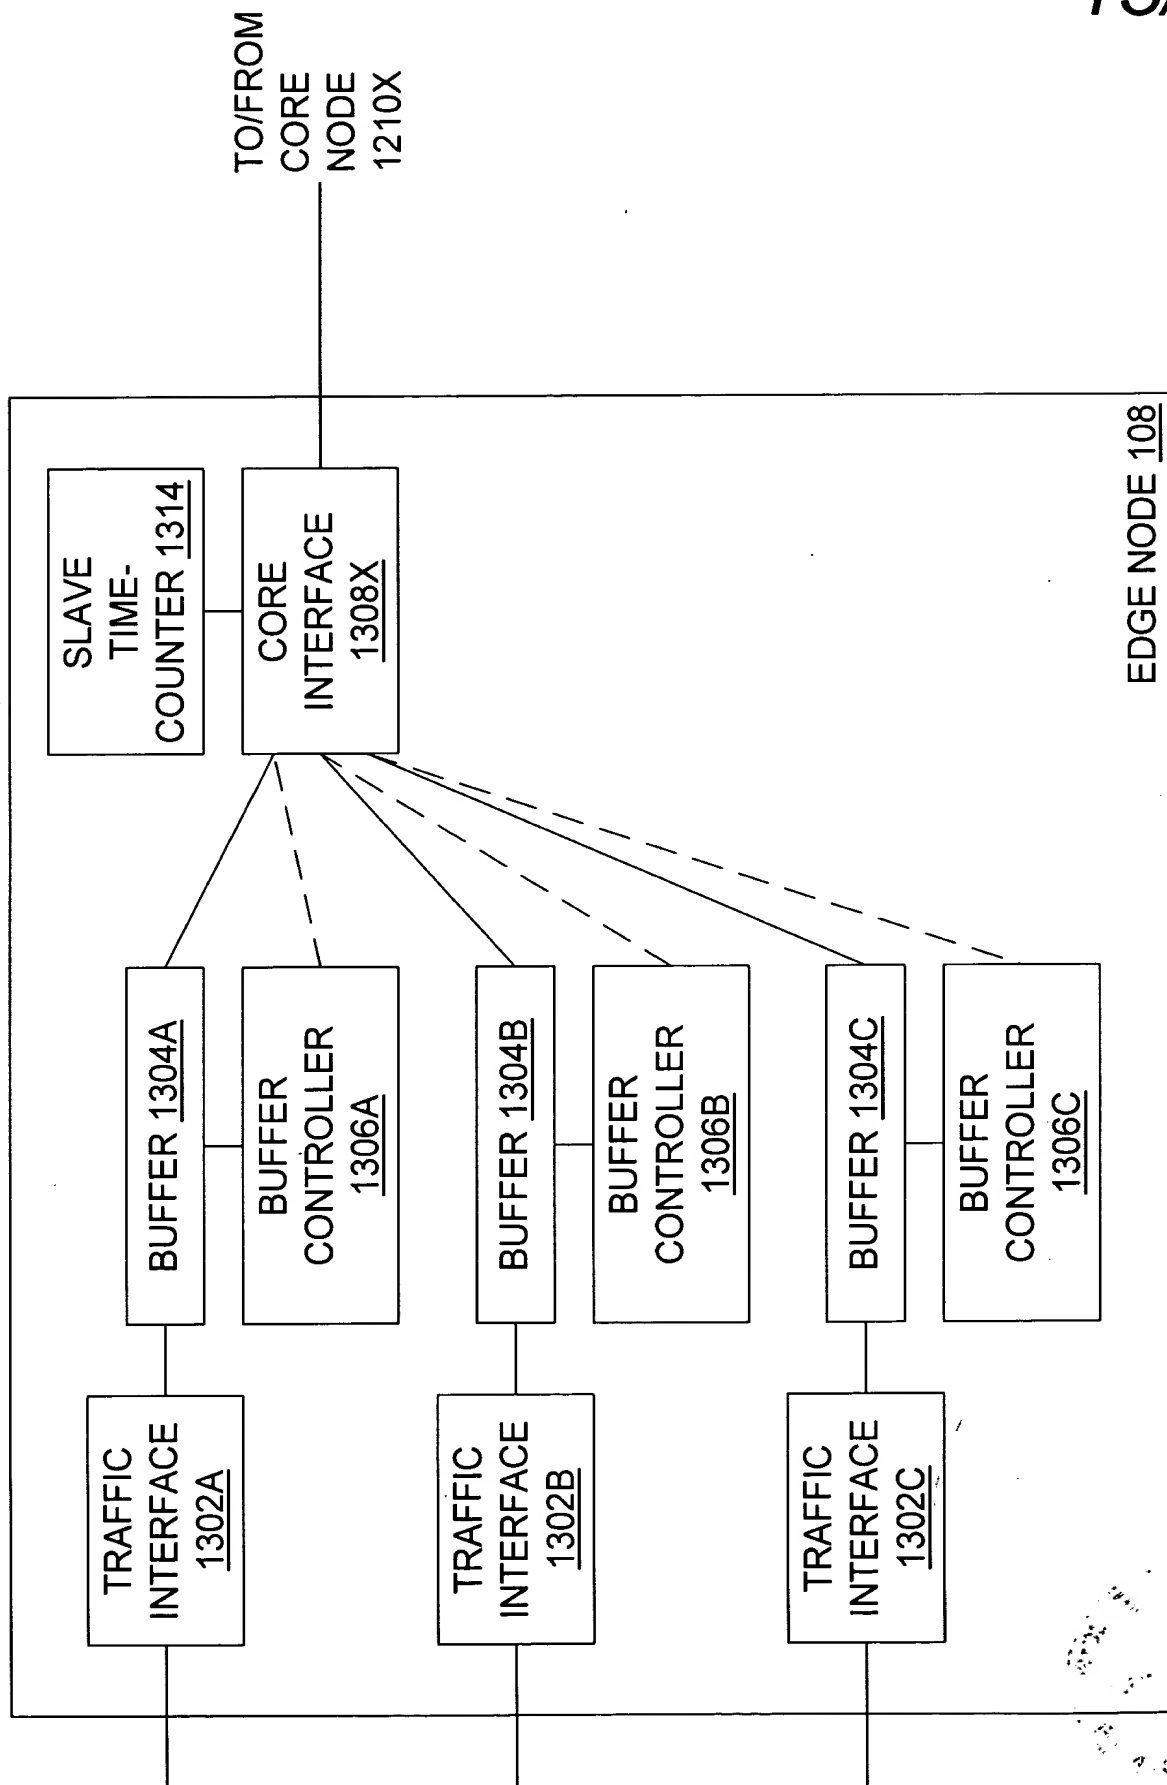 TO/FROM
CORE
NODE
1210X
SLAVE
TIME-
COUNTER 1314
CORE
INTERFACE
1308X
BUFFER 1304A
BUFFER
CONTROLLER
1306A
BUFFER 1304B
BUFFER
CONTROLLER
1306B
BUFFER 1304C
BUFFER
CONTROLLER
1306C
TRAFFIC
INTERFACE
1302A
TRAFFIC
INTERFACE
1302B
TRAFFIC
INTERFACE
1302C
EDGE NODE 108